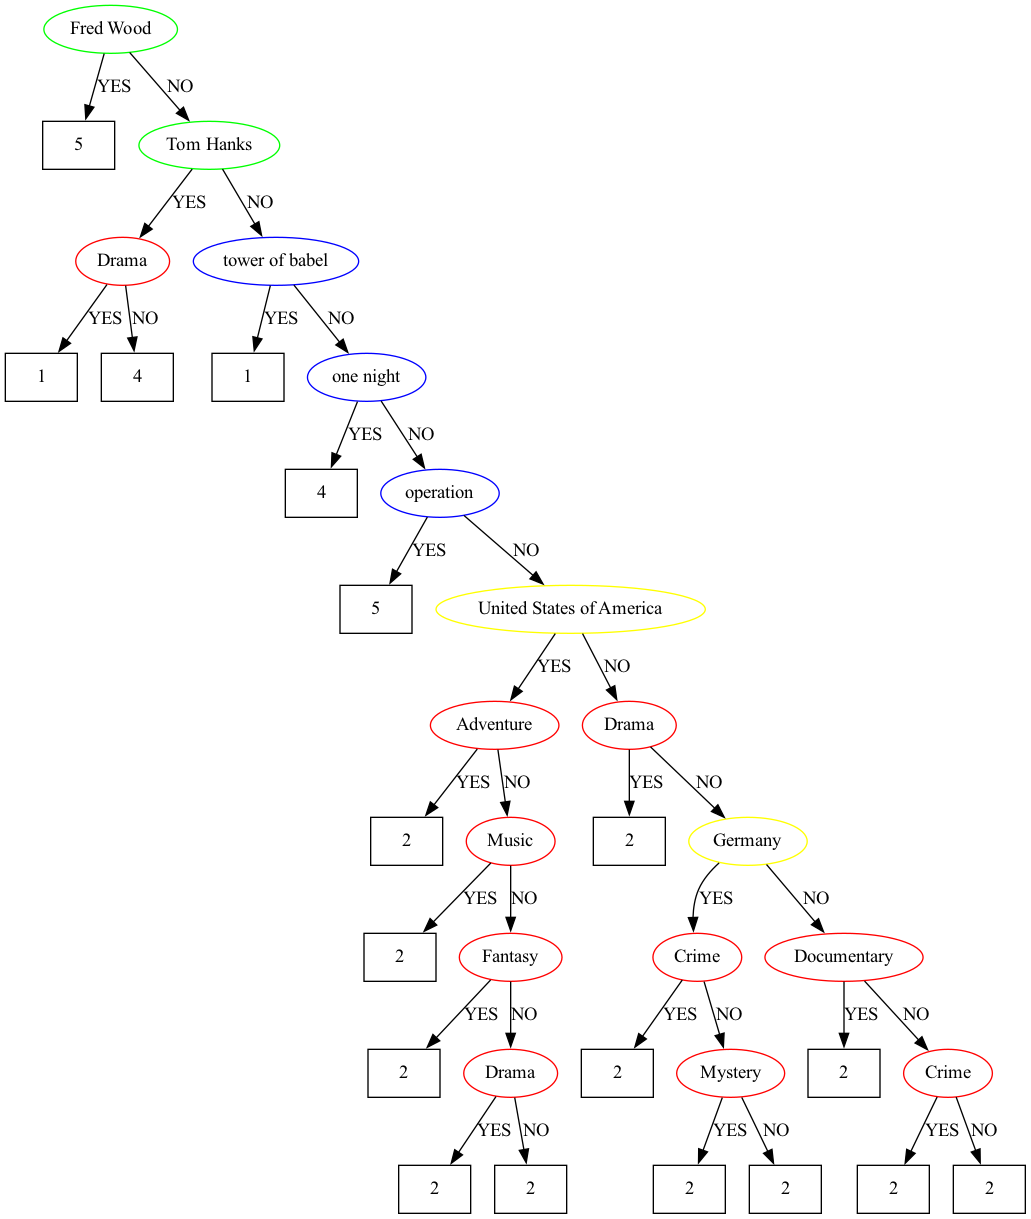 Fred Wood
YES
NO
5
Tom Hanks
YES
NO
Drama
tower of babel
YES
NO
YES
NO
1
4
1
one night
YES
NO
4
operation
YES
NO
5
United States of America
YES
NO
Adventure
Drama
YES
NO
YES
NO
2
Music
2
Germany
YES
NO
YES
NO
2
Fantasy
Crime
Documentary
YES
NO
YES
NO
YES
NO
2
Drama
2
Mystery
2
Crime
YES
NO
YES
NO
YES
NO
2
2
2
2
2
2